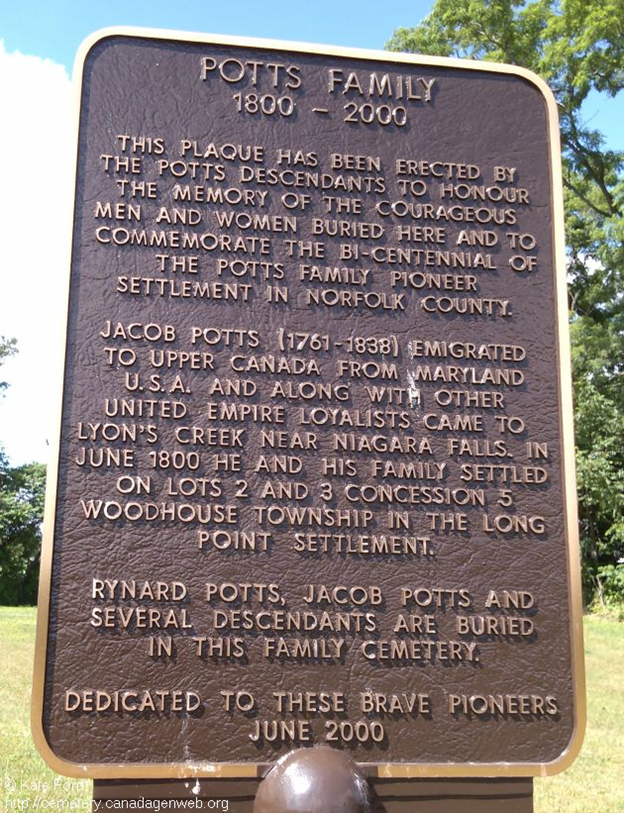 POTTS FAMILY
1800 - 2000
THIS PLAQUE HAS BEEN ERECTED BY
THE POTTS DESCENDANTS TO HONOUR
THE MEMORY OF THE COURAGEOUS
MEN AND WOMEN BURIED HERE AND TO
COMMEMORATE THE BI-CENTENNIAL OF
THE POTTS FAMILY PIONEER
SETTLEMENT IN NORFOLK COUNTY.
JACOB POTTS (1761-1838) EMIGRATED
TO UPPER CANADA FROM MARYLAND
U.S.A. AND ALONG WITH OTHER
UNITED EMPIRE LOYALISTS CAME TO
LYON'S CREEK NEAR NIAGARA FALLS. IN
JUNE 1800 HE AND HIS FAMILY SETTLED
ON LOTS 2 AND 3 CONCESSION 5
WOODHOUSE TOWNSHIP IN THE LONG
POINT SETTLEMENT.
RYNARD POTTS, JACOB POTTS AND
SEVERAL DESCENDANTS ARE BURIED
IN THIS FAMILY CEMETERY.
DEDICATED TO THESE BRAVE PIONEERS
JUNE 2000
© Kate Ford
http://cemetery.canadagenweb.org